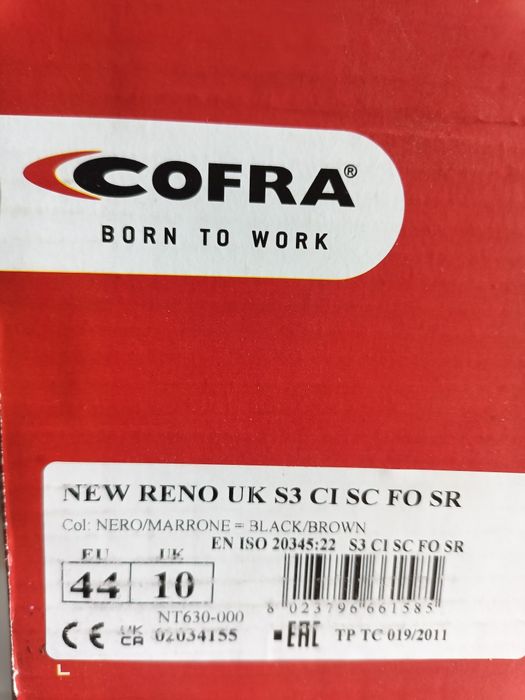 COFRA®
BORN TO WORK
NEW RENO UK S3 CI SC FO SR
Col: NERO/MARRONE = BLACK/BROWN
EN ISO 20345:22 S3 CI SC FO SR
EU UK
44 10
8 023796 661585
NT630-000
CE UK CA 02034155 EAC TP TC 019/2011